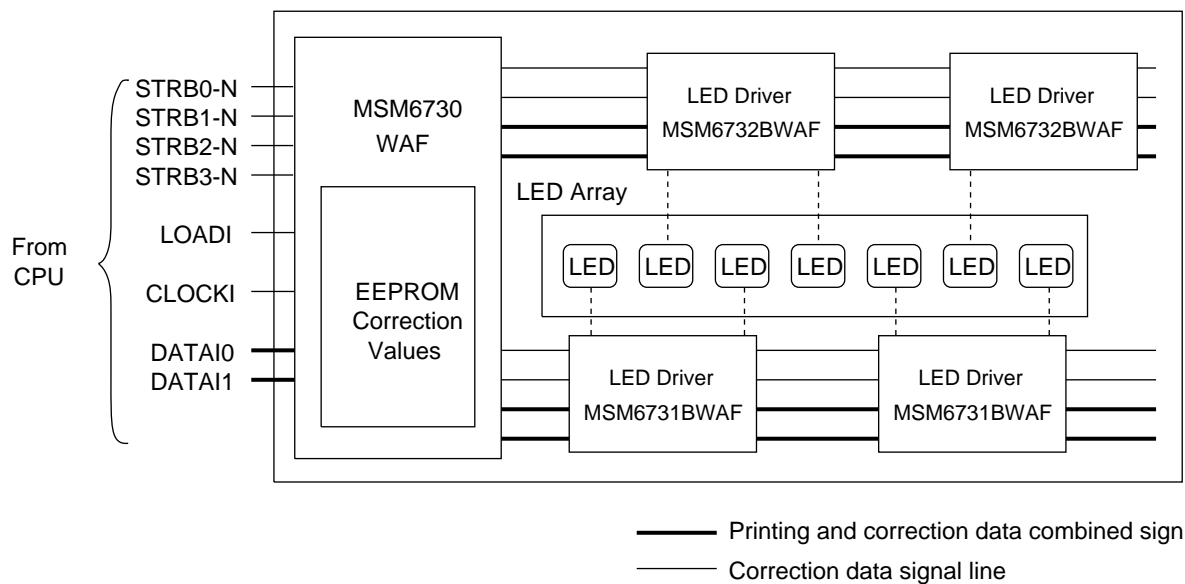 STRB0-N
STRB1-N
STRB2-N
STRB3-N
LOADI
CLOCKI
DATAI0
DATAI1
From
CPU
MSM6730
WAF
EEPROM
Correction
Values
LED Driver
MSM6732BWAF
LED Driver
MSM6732BWAF
LED Array
LED LED LED LED LED LED LED
LED Driver
MSM6731BWAF
LED Driver
MSM6731BWAF
Printing and correction data combined sign
Correction data signal line